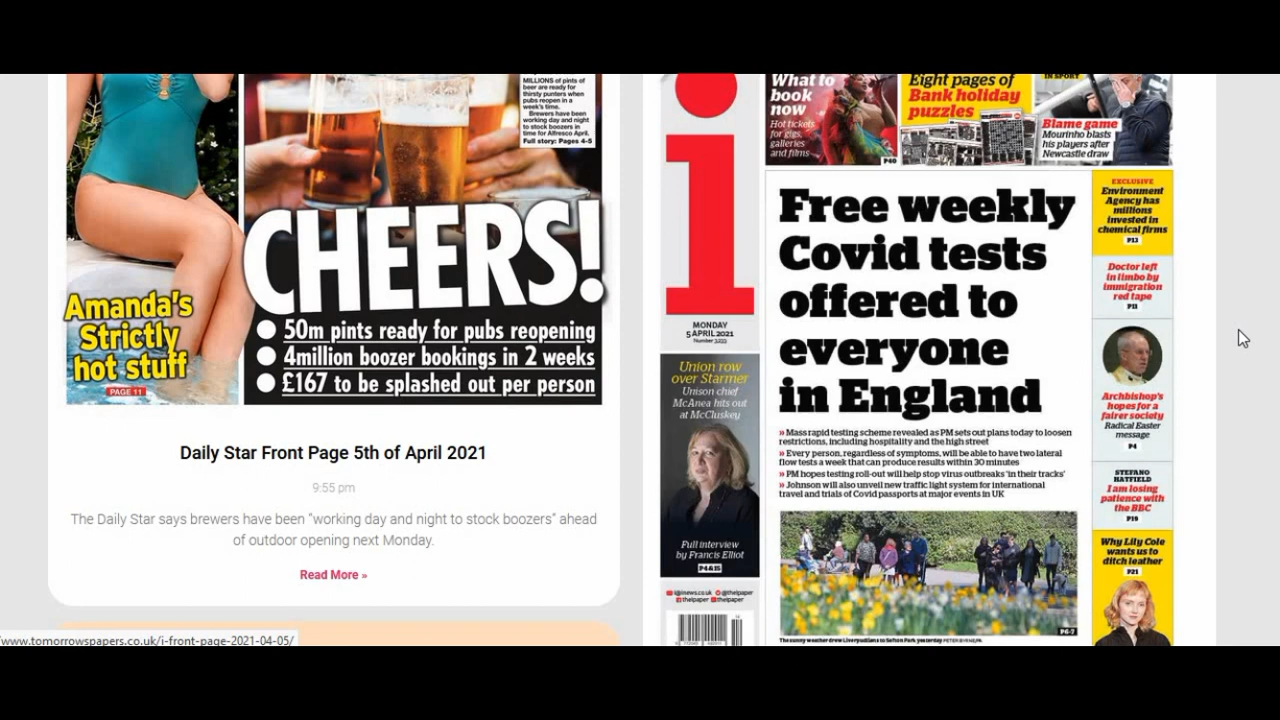 MILLIONS of pints of
beer are ready for
thirsty punters when
pubs reopen in a
week's time.
Brewers have been
working day and night
to stock boozers in
time for Alfresco April.
Full story: Pages 4-5
CHEERS!
50m pints ready for pubs reopening
4million boozer bookings in 2 weeks
£167 to be splashed out per person
Amanda's
Strictly
hot stuff
PAGE 11
Daily Star Front Page 5th of April 2021
9:55 pm
The Daily Star says brewers have been "working day and night to stock boozers" ahead
of outdoor opening next Monday.
Read More »
/www.tomorrowspapers.co.uk/i-front-page-2021-04-05/
i
MONDAY
5 APRIL 2021
What to
book
now
Hot tickets
for gigs,
galleries
and films
P40
Eight pages of
Bank holiday
puzzles
IN SPORT
Blame game
Mourinho blasts
his players after
Newcastle draw
Free weekly
Covid tests
offered to
everyone
in England
» Mass rapid testing scheme revealed as PM sets out plans today to loosen
restrictions, including hospitality and the high street
» Every person, regardless of symptoms, will be able to have two lateral
flow tests a week that can produce results within 30 minutes
» PM hopes testing roll-out will help stop virus outbreaks 'in their tracks'
» Johnson will also unveil new traffic light system for international
travel and trials of Covid passports at major events in UK
P6-7
The sunny weather drew Liverpudlians to Sefton Park yesterday
Union row
over Starmer
Unison chief
McAnea hits out
at McCluskey
Full interview
by Francis Elliot
P4&15
inews.co.uk @theipaper
theipaper theipaper
EXCLUSIVE
Environment
Agency has
millions
invested in
chemical firms
P13
Doctor left
in limbo by
immigration
red tape
P11
Archbishop's
hopes for a
fairer society
Radical Easter
message
P4
STEFANO
HATFIELD
I am losing
patience with
the BBC
P19
Why Lily Cole
wants us to
ditch leather
P21